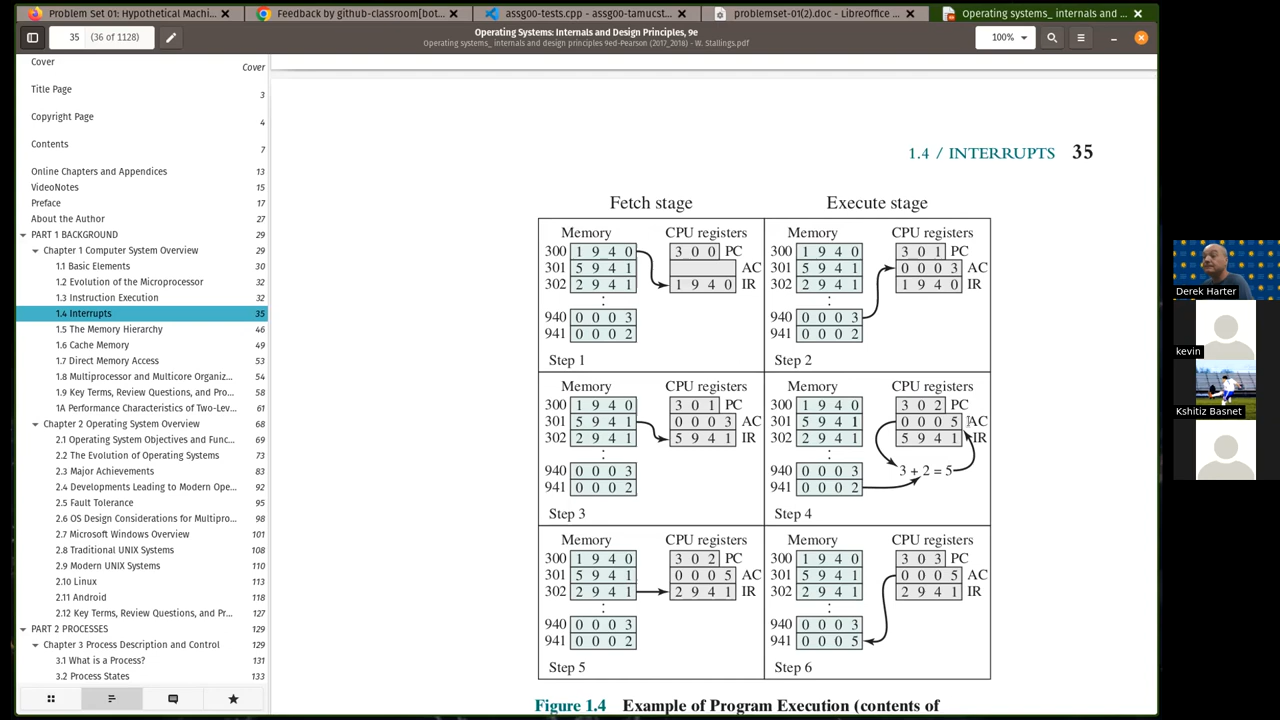 Problem Set 01: Hypothetical Machi...
Feedback by github-classroom[bot...
assg00-tests.cpp - assg00-tamucst...
problemset-01(2).doc - LibreOffice ...
Operating systems_ internals and ...
35 (36 of 1128)
Operating Systems: Internals and Design Principles, 9e
Operating systems_ internals and design principles 9ed-Pearson (2017_2018) - W. Stallings.pdf
100%
Cover Cover
Title Page 3
Copyright Page 4
Contents 7
Online Chapters and Appendices 13
VideoNotes 15
Preface 17
About the Author 27
PART 1 BACKGROUND 29
Chapter 1 Computer System Overview 29
1.1 Basic Elements 30
1.2 Evolution of the Microprocessor 32
1.3 Instruction Execution 32
1.4 Interrupts 35
1.5 The Memory Hierarchy 46
1.6 Cache Memory 49
1.7 Direct Memory Access 53
1.8 Multiprocessor and Multicore Organiz... 54
1.9 Key Terms, Review Questions, and Pro... 58
1A Performance Characteristics of Two-Lev... 61
Chapter 2 Operating System Overview 68
2.1 Operating System Objectives and Func... 69
2.2 The Evolution of Operating Systems 73
2.3 Major Achievements 83
2.4 Developments Leading to Modern Ope... 92
2.5 Fault Tolerance 95
2.6 OS Design Considerations for Multipro... 98
2.7 Microsoft Windows Overview 101
2.8 Traditional UNIX Systems 108
2.9 Modern UNIX Systems 110
2.10 Linux 113
2.11 Android 118
2.12 Key Terms, Review Questions, and Pr... 127
PART 2 PROCESSES 129
Chapter 3 Process Description and Control 129
3.1 What is a Process? 131
3.2 Process States 133
1.4 / INTERRUPTS 35
Fetch stage Execute stage
Memory CPU registers Memory CPU registers
300 1 9 4 0 3 0 0 PC 300 1 9 4 0 3 0 1 PC
301 5 9 4 1 AC 301 5 9 4 1 0 0 0 3 AC
302 2 9 4 1 1 9 4 0 IR 302 2 9 4 1 1 9 4 0 IR
940 0 0 0 3 940 0 0 0 3
941 0 0 0 2 941 0 0 0 2
Step 1 Step 2
Memory CPU registers Memory CPU registers
300 1 9 4 0 3 0 1 PC 300 1 9 4 0 3 0 2 PC
301 5 9 4 1 0 0 0 3 AC 301 5 9 4 1 0 0 0 5 AC
302 2 9 4 1 5 9 4 1 IR 302 2 9 4 1 5 9 4 1 IR
940 0 0 0 3 940 0 0 0 3 3 + 2 = 5
941 0 0 0 2 941 0 0 0 2
Step 3 Step 4
Memory CPU registers Memory CPU registers
300 1 9 4 0 3 0 2 PC 300 1 9 4 0 3 0 3 PC
301 5 9 4 1 0 0 0 5 AC 301 5 9 4 1 0 0 0 5 AC
302 2 9 4 1 2 9 4 1 IR 302 2 9 4 1 2 9 4 1 IR
940 0 0 0 3 940 0 0 0 3
941 0 0 0 2 941 0 0 0 5
Step 5 Step 6
Figure 1.4 Example of Program Execution (contents of
Derek Harter
kevin
Kshitiz Basnet